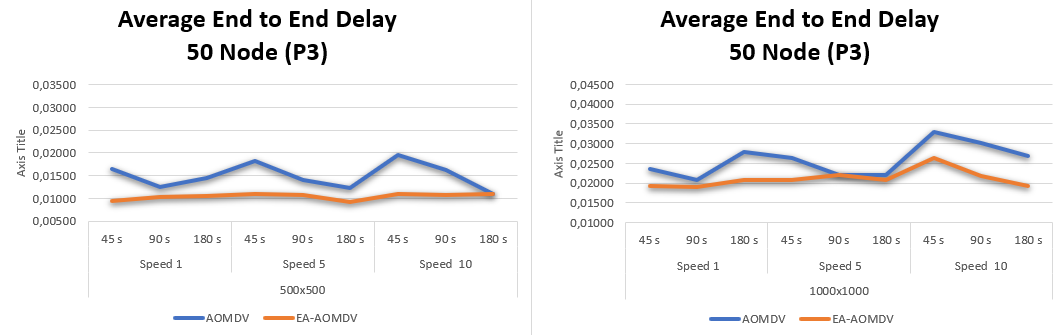 Average End to End Delay
50 Node (P3)
0,03500
0,03000
0,02500
0,02000
0,01500
0,01000
0,00500
Axis Title
45 s 90 s 180 s 45 s 90 s 180 s 45 s 90 s 180 s
Speed 1 Speed 5 Speed 10
500x500
AOMDV EA-AOMDV
Average End to End Delay
50 Node (P3)
0,04500
0,04000
0,03500
0,03000
0,02500
0,02000
0,01500
0,01000
Axis Title
45 s 90 s 180 s 45 s 90 s 180 s 45 s 90 s 180 s
Speed 1 Speed 5 Speed 10
1000x1000
AOMDV EA-AOMDV